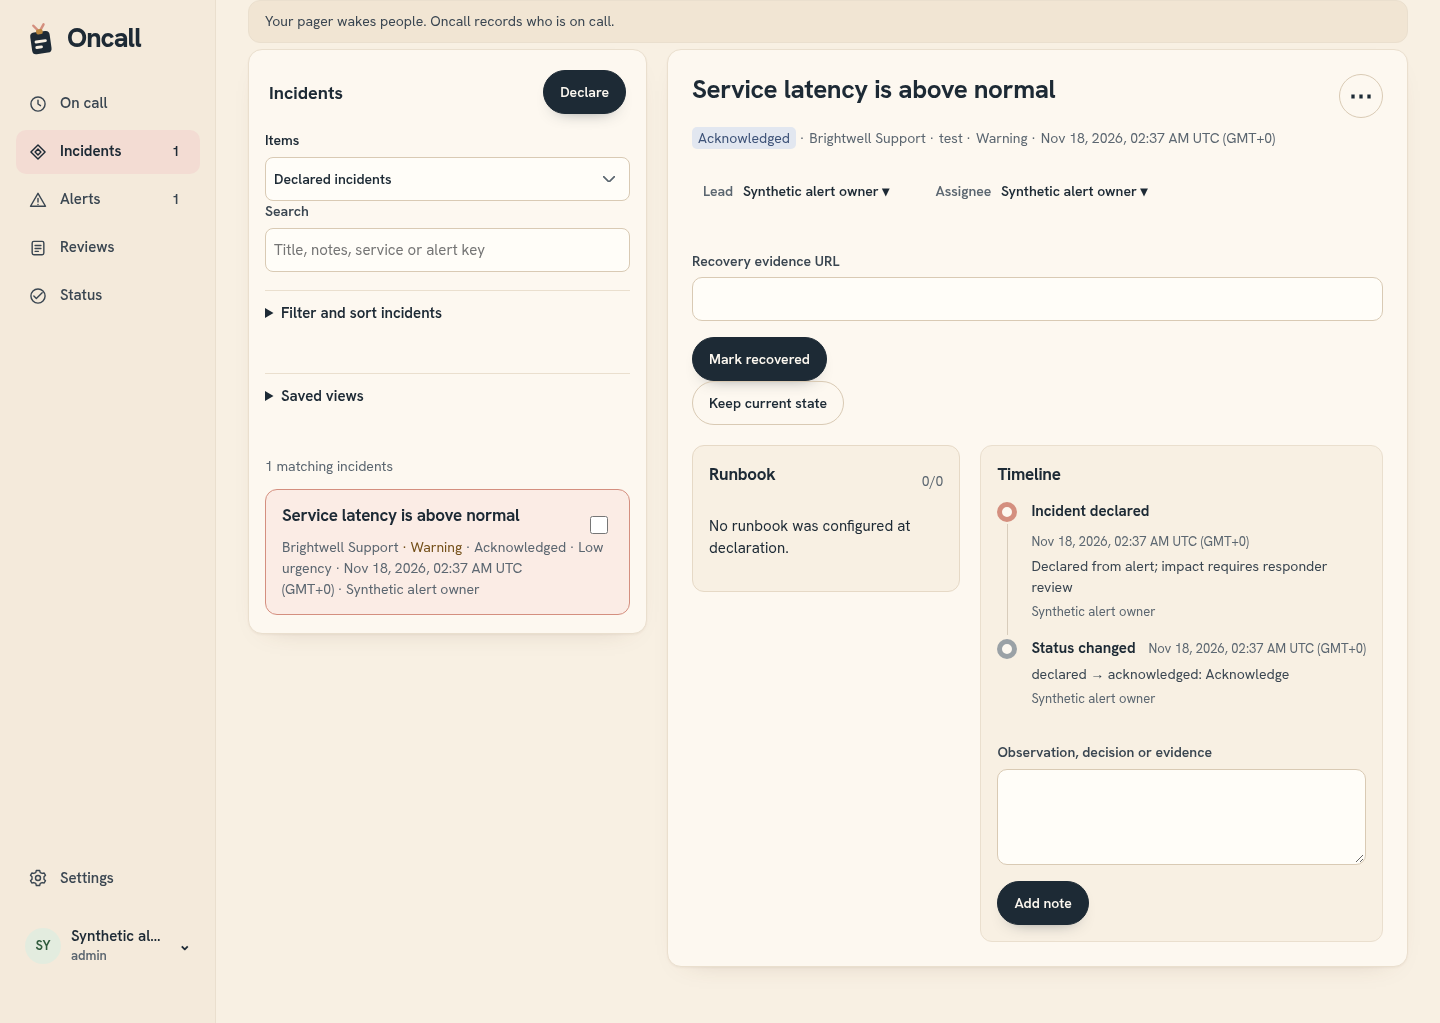 Oncall
On call
Incidents 1
Alerts 1
Reviews
Status
Settings
SY
Synthetic al...
admin
Your pager wakes people. Oncall records who is on call.
Incidents
Declare
Items
Declared incidents
Search
Title, notes, service or alert key
Filter and sort incidents
Saved views
1 matching incidents
Service latency is above normal
Brightwell Support · Warning · Acknowledged · Low
urgency · Nov 18, 2026, 02:37 AM UTC
(GMT+0) · Synthetic alert owner
Service latency is above normal
Acknowledged · Brightwell Support · test · Warning · Nov 18, 2026, 02:37 AM UTC (GMT+0)
Lead Synthetic alert owner ▾ Assignee Synthetic alert owner ▾
Recovery evidence URL
Mark recovered
Keep current state
Runbook 0/0
No runbook was configured at
declaration.
Timeline
Incident declared
Nov 18, 2026, 02:37 AM UTC (GMT+0)
Declared from alert; impact requires responder
review
Synthetic alert owner
Status changed Nov 18, 2026, 02:37 AM UTC (GMT+0)
declared → acknowledged: Acknowledge
Synthetic alert owner
Observation, decision or evidence
Add note